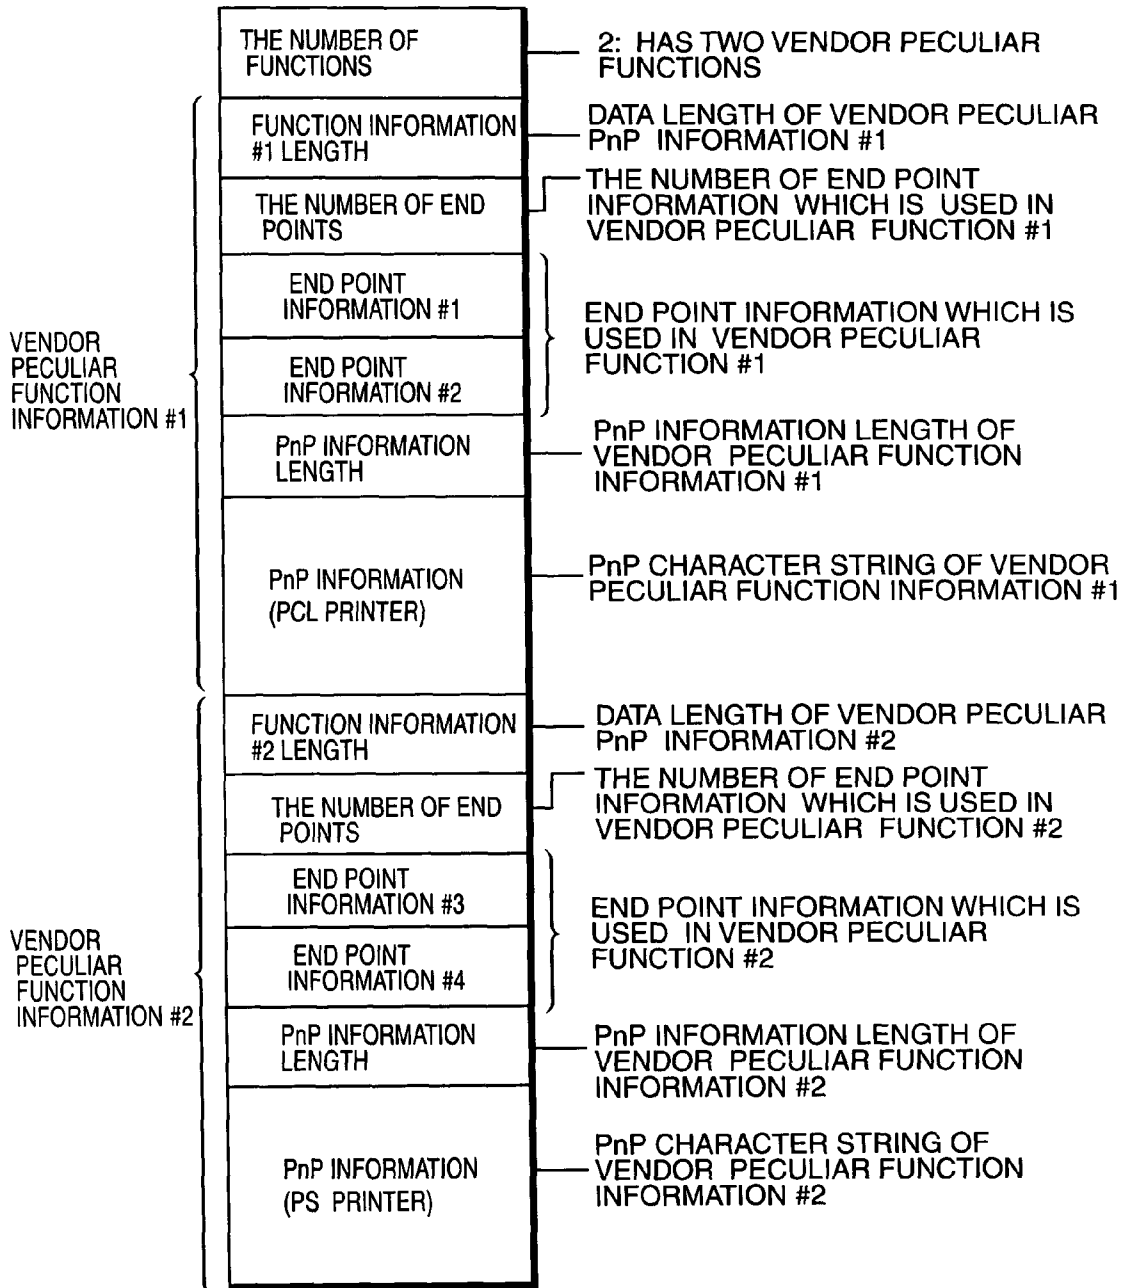 THE NUMBER OF
FUNCTIONS
2: HAS TWO VENDOR PECULIAR
FUNCTIONS
VENDOR
PECULIAR
FUNCTION
INFORMATION #1
FUNCTION INFORMATION
#1 LENGTH
DATA LENGTH OF VENDOR PECULIAR
PnP INFORMATION #1
THE NUMBER OF END
POINTS
THE NUMBER OF END POINT
INFORMATION WHICH IS USED IN
VENDOR PECULIAR FUNCTION #1
END POINT
INFORMATION #1
END POINT
INFORMATION #2
END POINT INFORMATION WHICH IS
USED IN VENDOR PECULIAR
FUNCTION #1
PnP INFORMATION
LENGTH
PnP INFORMATION LENGTH OF
VENDOR PECULIAR FUNCTION
INFORMATION #1
PnP INFORMATION
(PCL PRINTER)
PnP CHARACTER STRING OF VENDOR
PECULIAR FUNCTION INFORMATION #1
VENDOR
PECULIAR
FUNCTION
INFORMATION #2
FUNCTION INFORMATION
#2 LENGTH
DATA LENGTH OF VENDOR PECULIAR
PnP INFORMATION #2
THE NUMBER OF END
POINTS
THE NUMBER OF END POINT
INFORMATION WHICH IS USED IN
VENDOR PECULIAR FUNCTION #2
END POINT
INFORMATION #3
END POINT
INFORMATION #4
END POINT INFORMATION WHICH IS
USED IN VENDOR PECULIAR
FUNCTION #2
PnP INFORMATION
LENGTH
PnP INFORMATION LENGTH OF
VENDOR PECULIAR FUNCTION
INFORMATION #2
PnP INFORMATION
(PS PRINTER)
PnP CHARACTER STRING OF
VENDOR PECULIAR FUNCTION
INFORMATION #2